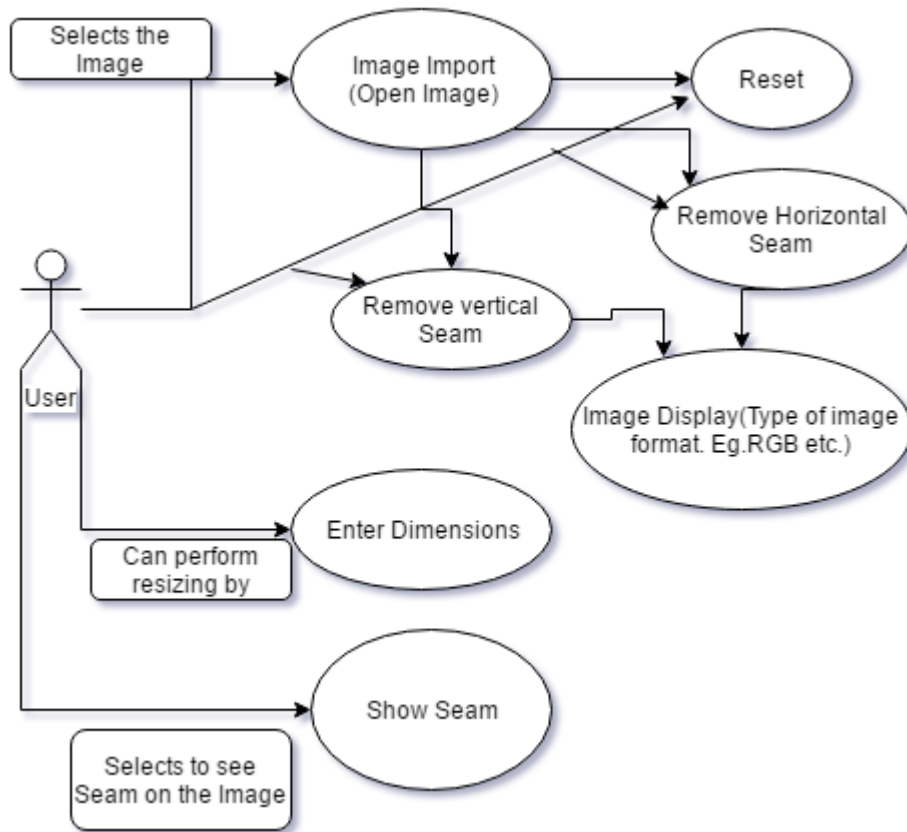 Selects the
Image
Image Import
(Open Image)
Reset
Remove Horizontal
Seam
Remove vertical
Seam
User
Image Display(Type of image
format. Eg.RGB etc.)
Enter Dimensions
Can perform
resizing by
Show Seam
Selects to see
Seam on the Image